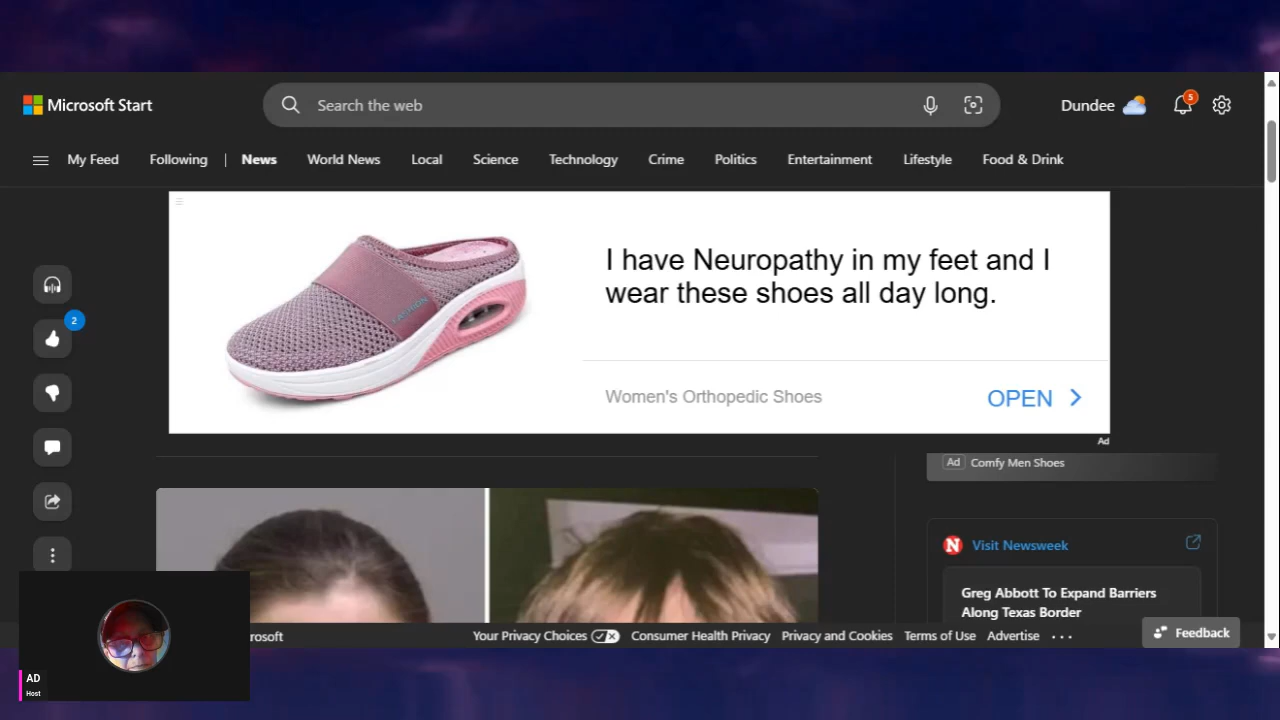 Microsoft Start
Search the web
Dundee
5
My Feed
Following
News
World News
Local
Science
Technology
Crime
Politics
Entertainment
Lifestyle
Food & Drink
FASHION
I have Neuropathy in my feet and I
wear these shoes all day long.
Women's Orthopedic Shoes
OPEN
Ad
2
Ad
Comfy Men Shoes
Visit Newsweek
Greg Abbott To Expand Barriers
Along Texas Border
rosoft
Your Privacy Choices
Consumer Health Privacy
Privacy and Cookies
Terms of Use
Advertise
Feedback
AD
Host